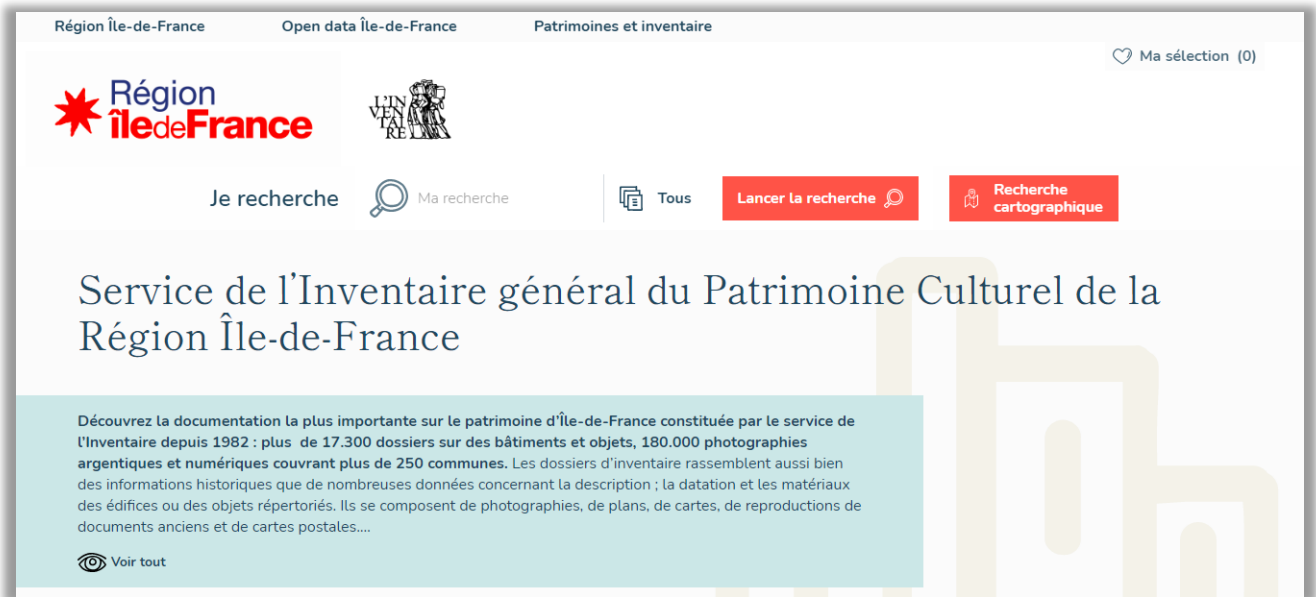 Région Île-de-France Open data Île-de-France Patrimoines et inventaire
Ma sélection (0)
Région
îledeFrance
L'IN
VEN
TAI
RE
Je recherche Ma recherche Tous Lancer la recherche Recherche
cartographique
Service de l'Inventaire général du Patrimoine Culturel de la
Région Île-de-France
Découvrez la documentation la plus importante sur le patrimoine d'Île-de-France constituée par le service de
l'Inventaire depuis 1982 : plus de 17.300 dossiers sur des bâtiments et objets, 180.000 photographies
argentiques et numériques couvrant plus de 250 communes. Les dossiers d'inventaire rassemblent aussi bien
des informations historiques que de nombreuses données concernant la description ; la datation et les matériaux
des édifices ou des objets répertoriés. Ils se composent de photographies, de plans, de cartes, de reproductions de
documents anciens et de cartes postales....
Voir tout